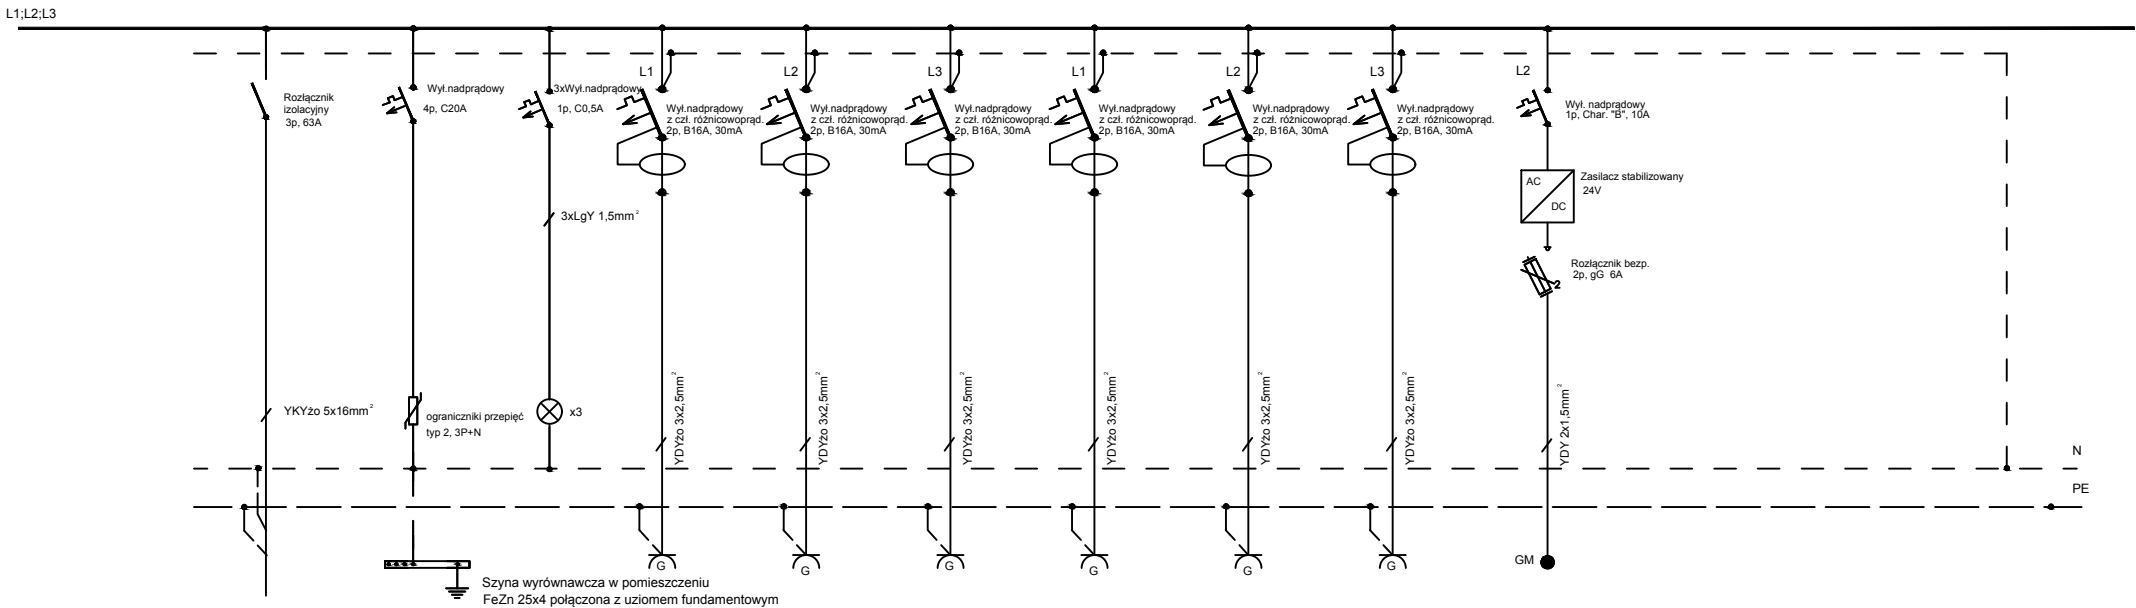 L1;L2;L3
Rozłącznik
izolacyjny
3p, 63A
YKYżo 5x16mm²
Wył.nadprądowy
4p, C20A
ograniczniki przepięć
typ 2, 3P+N
3xWył.nadprądowy
1p, C0,5A
3xLgY 1,5mm²
x3
L1
Wył.nadprądowy
z czł. różnicowoprąd.
2p, B16A, 30mA
YDYżo 3x2,5mm²
G
L2
Wył.nadprądowy
z czł. różnicowoprąd.
2p, B16A, 30mA
YDYżo 3x2,5mm²
G
L3
Wył.nadprądowy
z czł. różnicowoprąd.
2p, B16A, 30mA
YDYżo 3x2,5mm²
G
L1
Wył.nadprądowy
z czł. różnicowoprąd.
2p, B16A, 30mA
YDYżo 3x2,5mm²
G
L2
Wył.nadprądowy
z czł. różnicowoprąd.
2p, B16A, 30mA
YDYżo 3x2,5mm²
G
L3
Wył.nadprądowy
z czł. różnicowoprąd.
2p, B16A, 30mA
YDYżo 3x2,5mm²
G
L2
Wył. nadprądowy
1p, Char. "B", 10A
AC
DC
Zasilacz stabilizowany
24V
Rozłącznik bezp.
2p, gG 6A
2
YDY 2x1,5mm²
GM
N
PE
Szyna wyrównawcza w pomieszczeniu
FeZn 25x4 połączona z uziomem fundamentowym